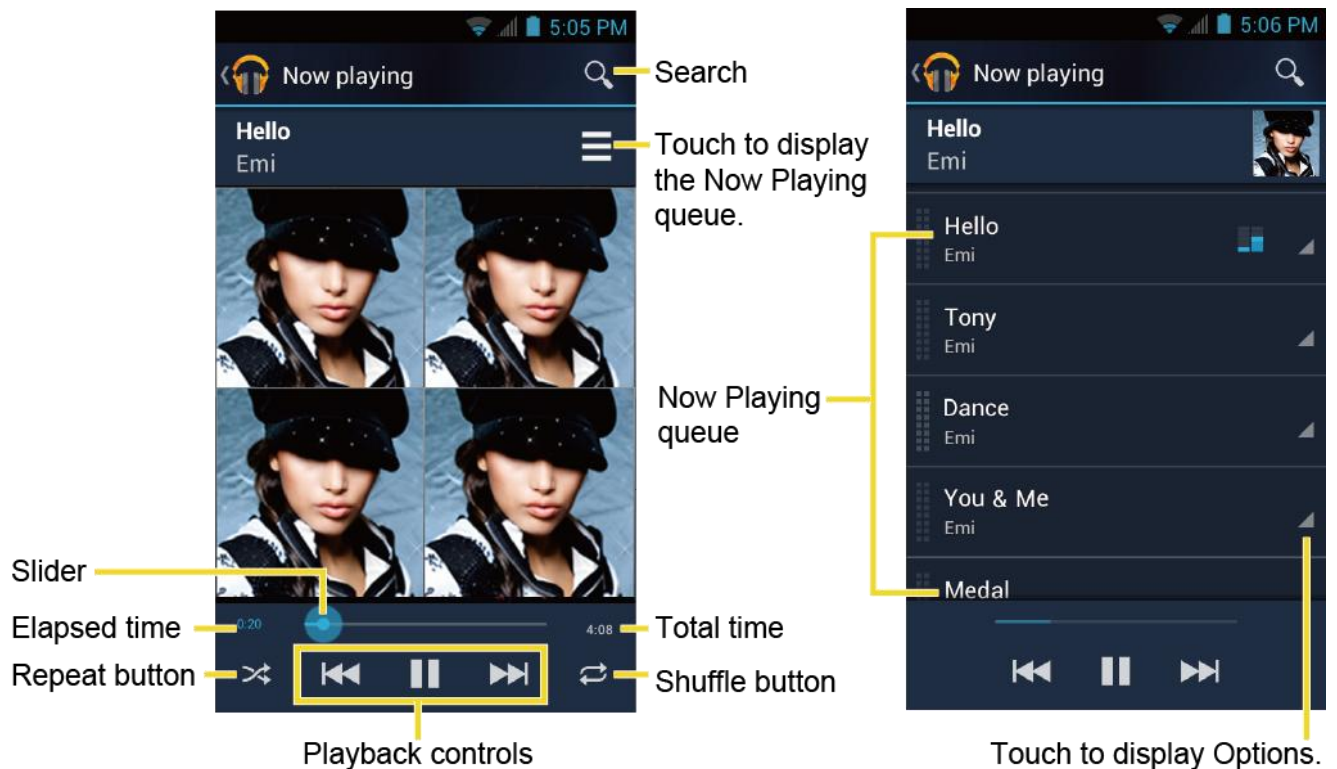 5:05 PM
Now playing
Search
Hello
Emi
Touch to display
the Now Playing
queue.
Slider
Elapsed time
0:20
4:08
Total time
Repeat button
Shuffle button
Playback controls
5:06 PM
Now playing
Hello
Emi
Now Playing
queue
Hello
Emi
Tony
Emi
Dance
Emi
You & Me
Emi
Medal
Touch to display Options.